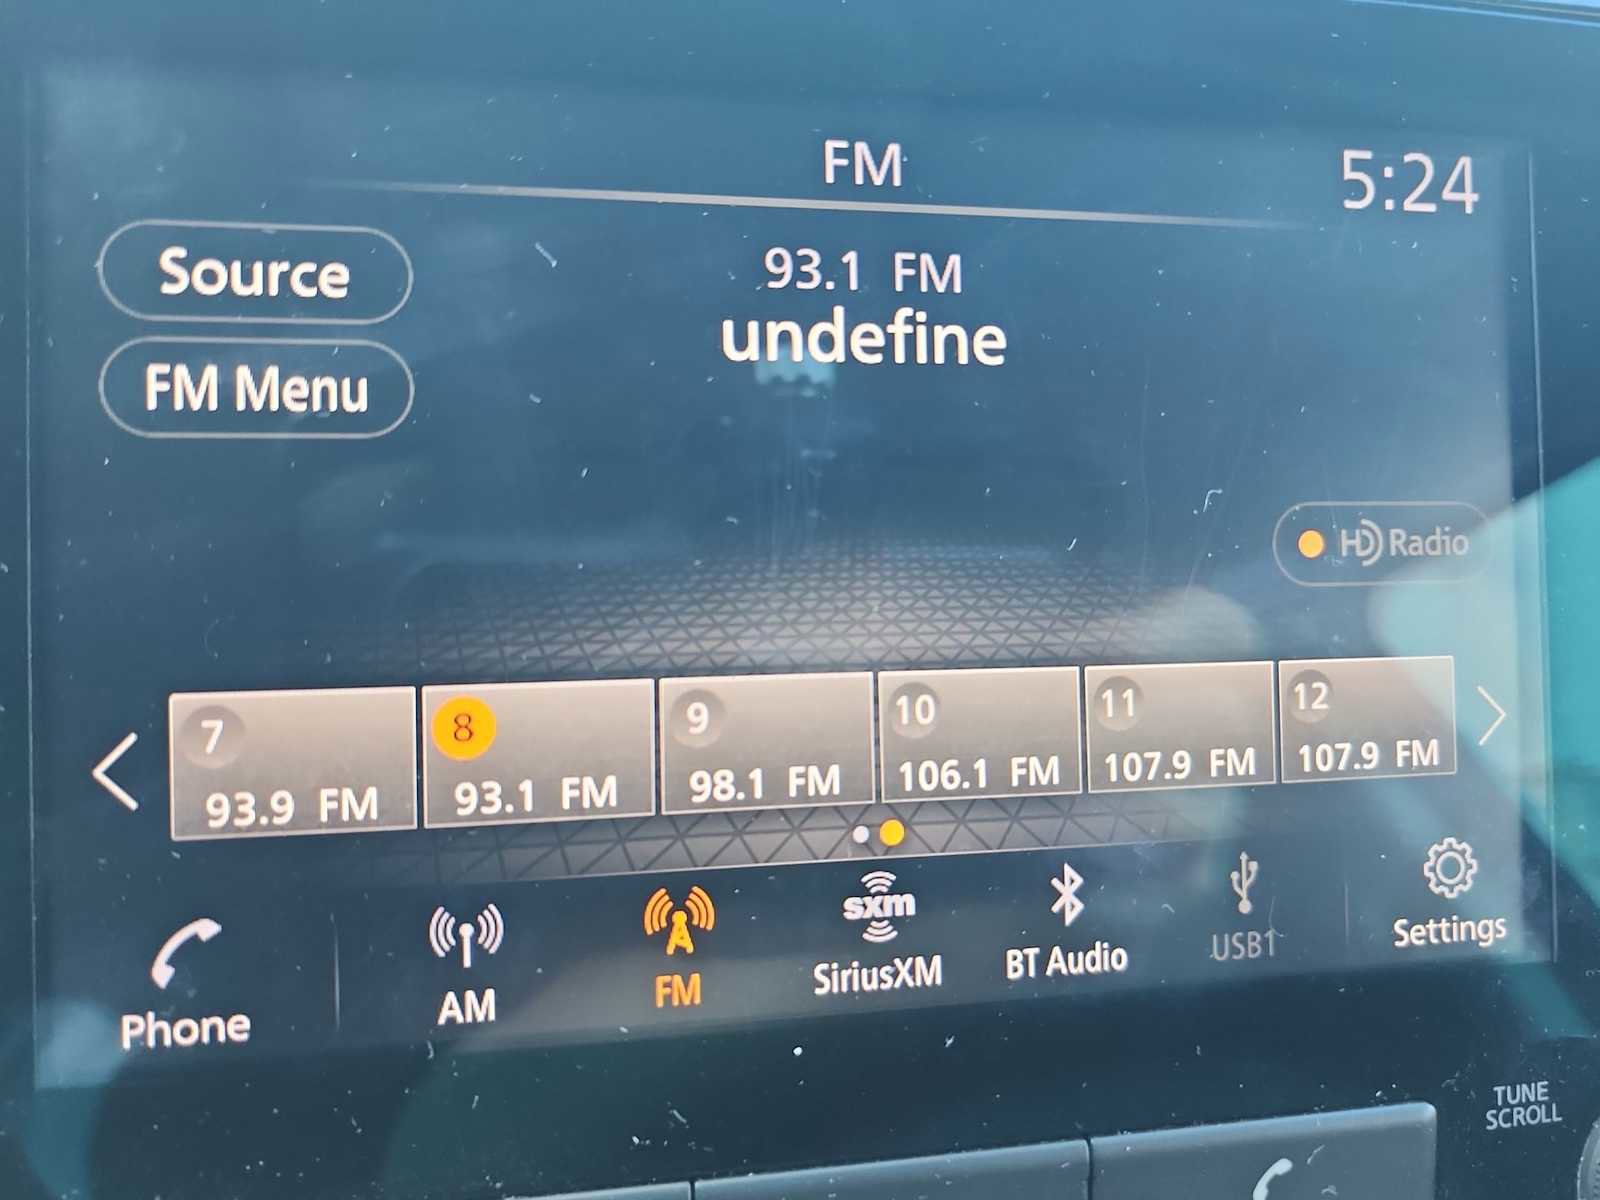 FM
5:24
Source
93.1 FM
undefine
FM Menu
HD Radio
7
8
9
10
11
12
93.9 FM
93.1 FM
98.1 FM
106.1 FM
107.9 FM
107.9 FM
Phone
AM
FM
sxm
SiriusXM
BT Audio
USB1
Settings
TUNE
SCROLL